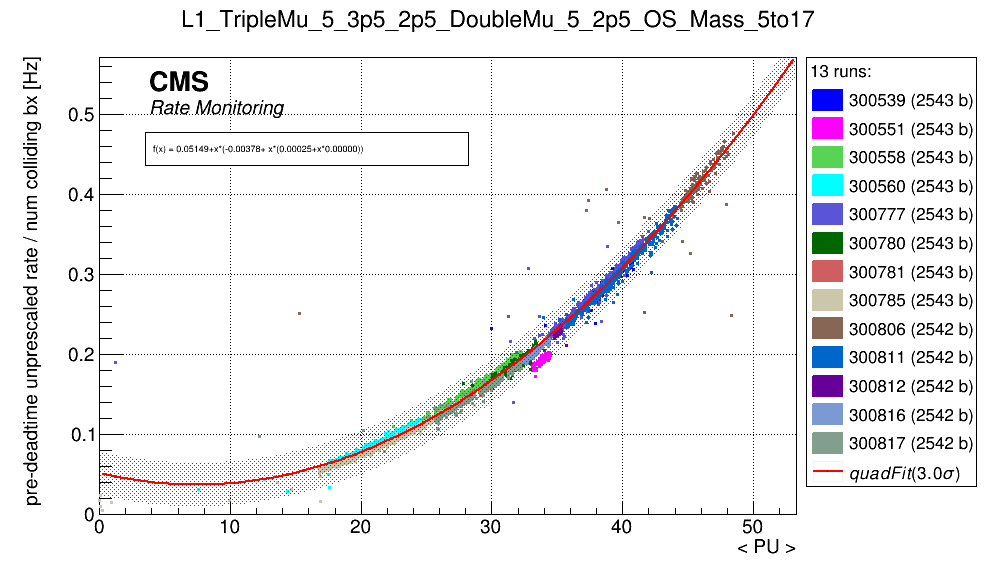 L1_TripleMu_5_3p5_2p5_DoubleMu_5_2p5_OS_Mass_5to17
pre-deadtime unprescaled rate / num colliding bx [Hz]
CMS
Rate Monitoring
f(x) = 0.05149+x*(-0.00378+ x*(0.00025+x*0.00000))
0.5
0.4
0.3
0.2
0.1
0
0 10 20 30 40 50
< PU >
13 runs:
300539 (2543 b)
300551 (2543 b)
300558 (2543 b)
300560 (2543 b)
300777 (2543 b)
300780 (2543 b)
300781 (2543 b)
300785 (2543 b)
300806 (2542 b)
300811 (2542 b)
300812 (2542 b)
300816 (2542 b)
300817 (2542 b)
quadFit(3.0σ)